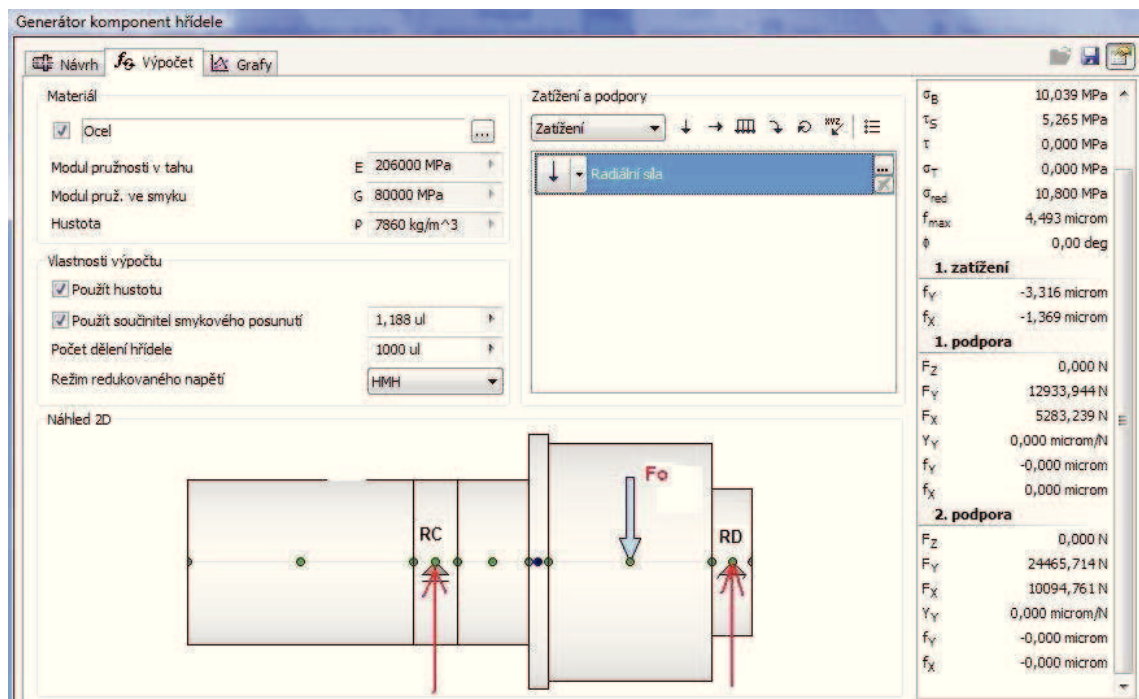 Generátor komponent hřídele
Návrh
Výpočet
Grafy
Materiál
Ocel
...
Modul pružnosti v tahu E 206000 MPa
Modul pruž. ve smyku G 80000 MPa
Hustota ρ 7860 kg/m^3
Vlastnosti výpočtu
Použít hustotu
Použít součinitel smykového posunutí 1,188 ul
Počet dělení hřídele 1000 ul
Režim redukovaného napětí HMH
Zatížení a podpory
Zatížení
xyz
Radiální síla
...
Náhled 2D
RC
Fo
RD
σB 10,039 MPa
τS 5,265 MPa
τ 0,000 MPa
σT 0,000 MPa
σred 10,800 MPa
fmax 4,493 microm
φ 0,00 deg
1. zatížení
fY -3,316 microm
fX -1,369 microm
1. podpora
FZ 0,000 N
FY 12933,944 N
FX 5283,239 N
YY 0,000 microm/N
fY -0,000 microm
fX 0,000 microm
2. podpora
FZ 0,000 N
FY 24465,714 N
FX 10094,761 N
YY 0,000 microm/N
fY -0,000 microm
fX -0,000 microm